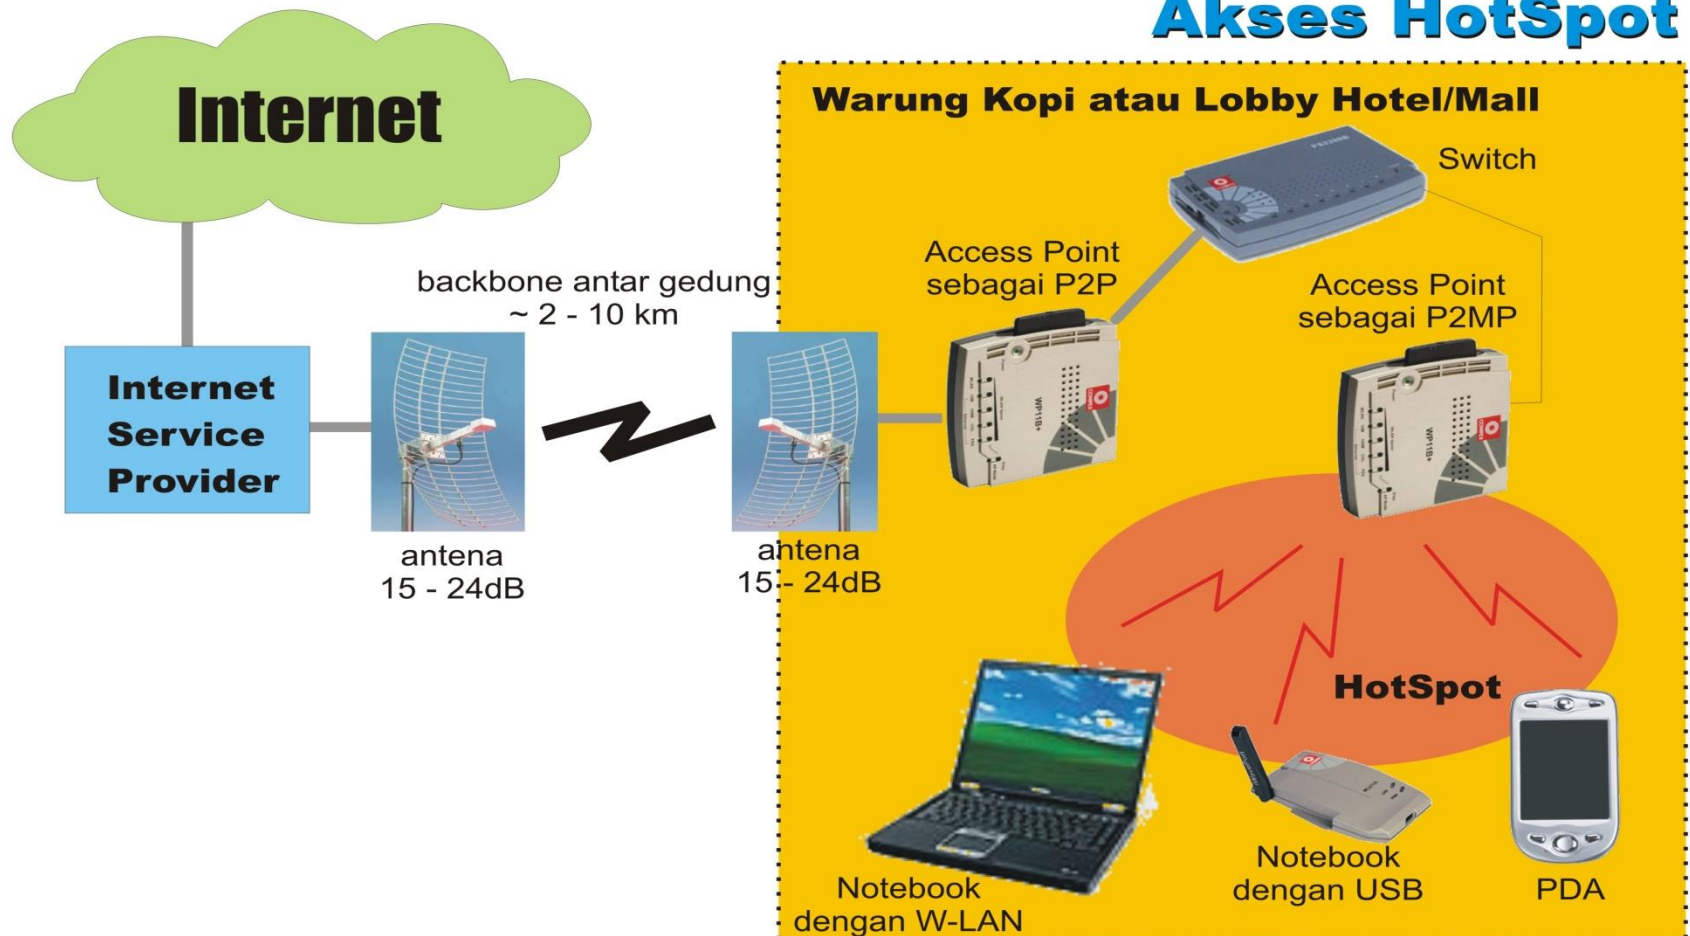 Akses HotSpot
Internet
Warung Kopi atau Lobby Hotel/Mall
Switch
Access Point
sebagai P2P
backbone antar gedung
~ 2 - 10 km
Access Point
sebagai P2MP
Internet
Service
Provider
WP11B+
WP11B+
antena
15 - 24dB
antena
15 - 24dB
HotSpot
Notebook
dengan W-LAN
Notebook
dengan USB
PDA